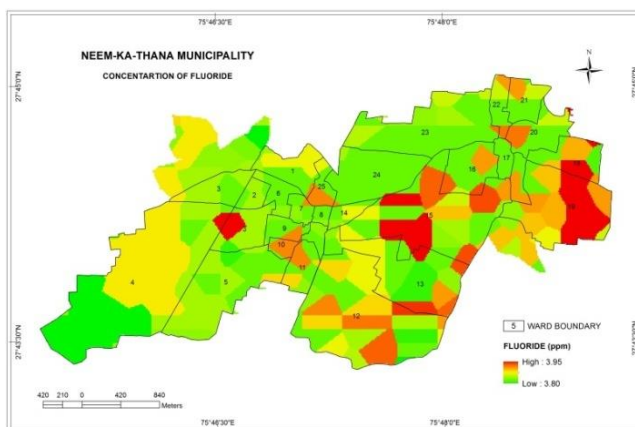 75°46'30"E
75°48'0"E
NEEM-KA-THANA MUNICIPALITY
CONCENTARTION OF FLUORIDE
N
27°45'0"N
22
21
20
23
17
16
24
1
3
2
6
25
7
8
14
15
9
10
11
4
5
13
12
5 WARD BOUNDARY
FLUORIDE (ppm)
High : 3.95
Low : 3.80
27°43'30"N
420 210 0 420 840
Meters
75°46'30"E
75°48'0"E